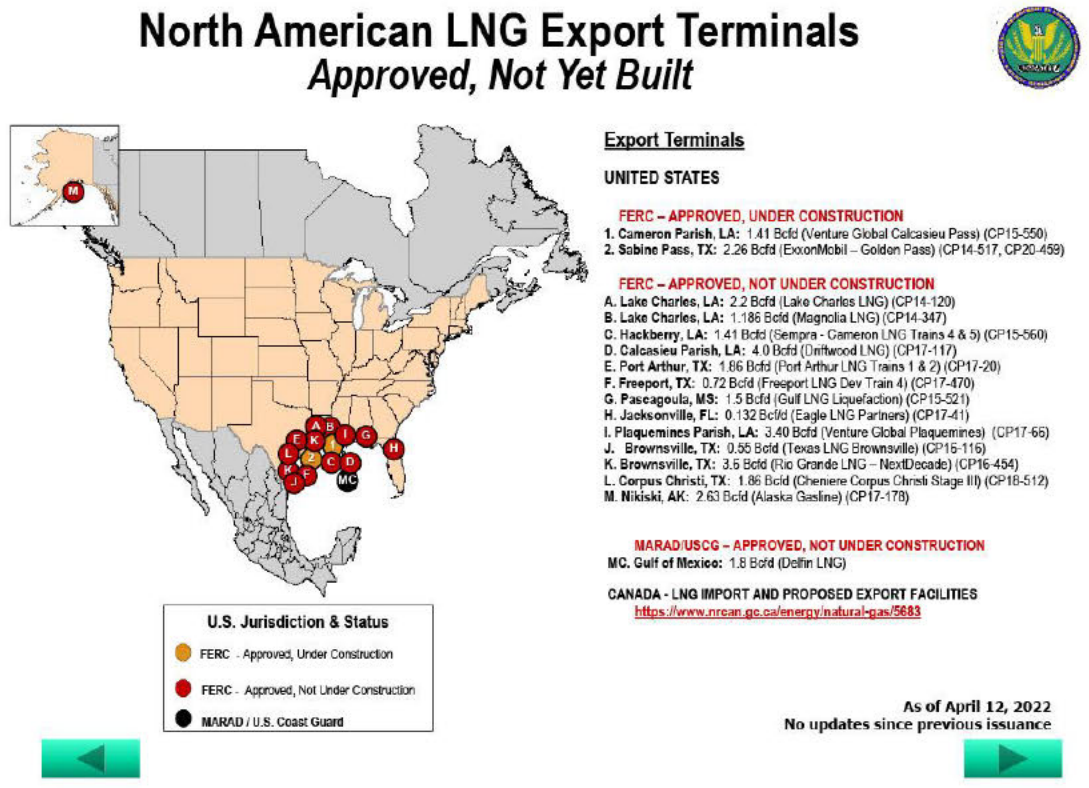 North American LNG Export Terminals
Approved, Not Yet Built
Export Terminals
UNITED STATES
FERC – APPROVED, UNDER CONSTRUCTION
1. Cameron Parish, LA: 1.41 Bcfd (Venture Global Calcasieu Pass) (CP15-550)
2. Sabine Pass, TX: 2.26 Bcfd (ExxonMobil – Golden Pass) (CP14-517, CP20-459)
FERC – APPROVED, NOT UNDER CONSTRUCTION
A. Lake Charles, LA: 2.2 Bcfd (Lake Charles LNG) (CP14-120)
B. Lake Charles, LA: 1.186 Bcfd (Magnolia LNG) (CP14-347)
C. Hackberry, LA: 1.41 Bcfd (Sempra - Cameron LNG Trains 4 & 5) (CP15-560)
D. Calcasieu Parish, LA: 4.0 Bcfd (Driftwood LNG) (CP17-117)
E. Port Arthur, TX: 1.86 Bcfd (Port Arthur LNG Trains 1 & 2) (CP17-20)
F. Freeport, TX: 0.72 Bcfd (Freeport LNG Dev Train 4) (CP17-470)
G. Pascagoula, MS: 1.5 Bcfd (Gulf LNG Liquefaction) (CP15-521)
H. Jacksonville, FL: 0.132 Bcf/d (Eagle LNG Partners) (CP17-41)
I. Plaquemines Parish, LA: 3.40 Bcfd (Venture Global Plaquemines) (CP17-66)
J. Brownsville, TX: 0.55 Bcfd (Texas LNG Brownsville) (CP16-116)
K. Brownsville, TX: 3.6 Bcfd (Rio Grande LNG – NextDecade) (CP16-454)
L. Corpus Christi, TX: 1.86 Bcfd (Cheniere Corpus Christi Stage III) (CP18-512)
M. Nikiski, AK: 2.63 Bcfd (Alaska Gasline) (CP17-178)
MARAD/USCG – APPROVED, NOT UNDER CONSTRUCTION
MC. Gulf of Mexico: 1.8 Bcfd (Delfin LNG)
CANADA - LNG IMPORT AND PROPOSED EXPORT FACILITIES
https://www.nrcan.gc.ca/energy/natural-gas/5683
M
A B
E K 1 I G
L 2 C D H
K F MC
J
U.S. Jurisdiction & Status
FERC - Approved, Under Construction
FERC - Approved, Not Under Construction
MARAD / U.S. Coast Guard
As of April 12, 2022
No updates since previous issuance